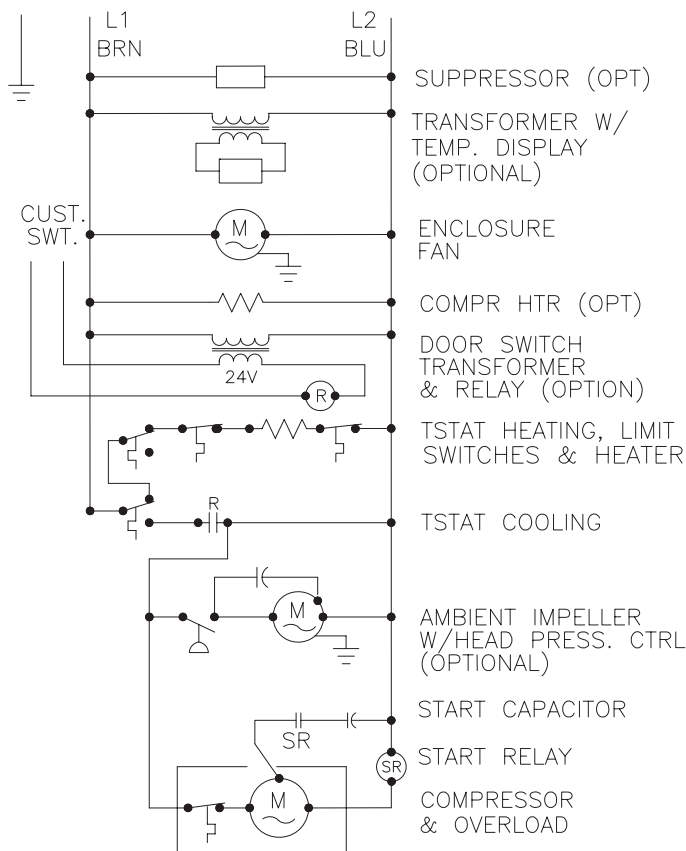 L1
BRN
L2
BLU
SUPPRESSOR (OPT)
TRANSFORMER W/
TEMP. DISPLAY
(OPTIONAL)
CUST.
SWT.
M
ENCLOSURE
FAN
COMPR HTR (OPT)
DOOR SWITCH
TRANSFORMER
& RELAY (OPTION)
24V
R
TSTAT HEATING, LIMIT
SWITCHES & HEATER
R
TSTAT COOLING
M
AMBIENT IMPELLER
W/HEAD PRESS. CTRL
(OPTIONAL)
START CAPACITOR
SR
START RELAY
SR
M
COMPRESSOR
& OVERLOAD